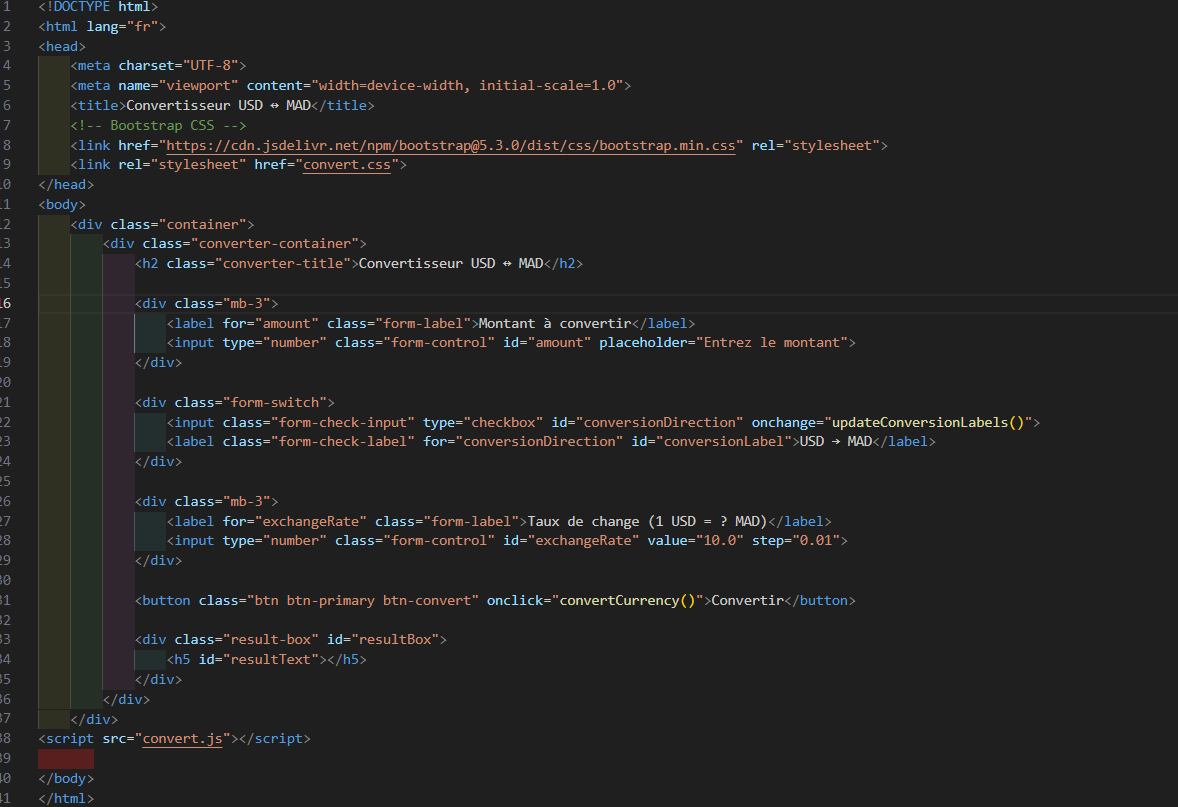 1 <!DOCTYPE html>
2 <html lang="fr">
3 <head>
4 <meta charset="UTF-8">
5 <meta name="viewport" content="width=device-width, initial-scale=1.0">
6 <title>Convertisseur USD ↔ MAD</title>
7 <!-- Bootstrap CSS -->
8 <link href="https://cdn.jsdelivr.net/npm/bootstrap@5.3.0/dist/css/bootstrap.min.css" rel="stylesheet">
9 <link rel="stylesheet" href="convert.css">
10 </head>
11 <body>
12 <div class="container">
13 <div class="converter-container">
14 <h2 class="converter-title">Convertisseur USD ↔ MAD</h2>
15
16 <div class="mb-3">
17 <label for="amount" class="form-label">Montant à convertir</label>
18 <input type="number" class="form-control" id="amount" placeholder="Entrez le montant">
19 </div>
20
21 <div class="form-switch">
22 <input class="form-check-input" type="checkbox" id="conversionDirection" onchange="updateConversionLabels()">
23 <label class="form-check-label" for="conversionDirection" id="conversionLabel">USD → MAD</label>
24 </div>
25
26 <div class="mb-3">
27 <label for="exchangeRate" class="form-label">Taux de change (1 USD = ? MAD)</label>
28 <input type="number" class="form-control" id="exchangeRate" value="10.0" step="0.01">
29 </div>
30
31 <button class="btn btn-primary btn-convert" onclick="convertCurrency()">Convertir</button>
32
33 <div class="result-box" id="resultBox">
34 <h5 id="resultText"></h5>
35 </div>
36 </div>
37 </div>
38 <script src="convert.js"></script>
39
40 </body>
41 </html>